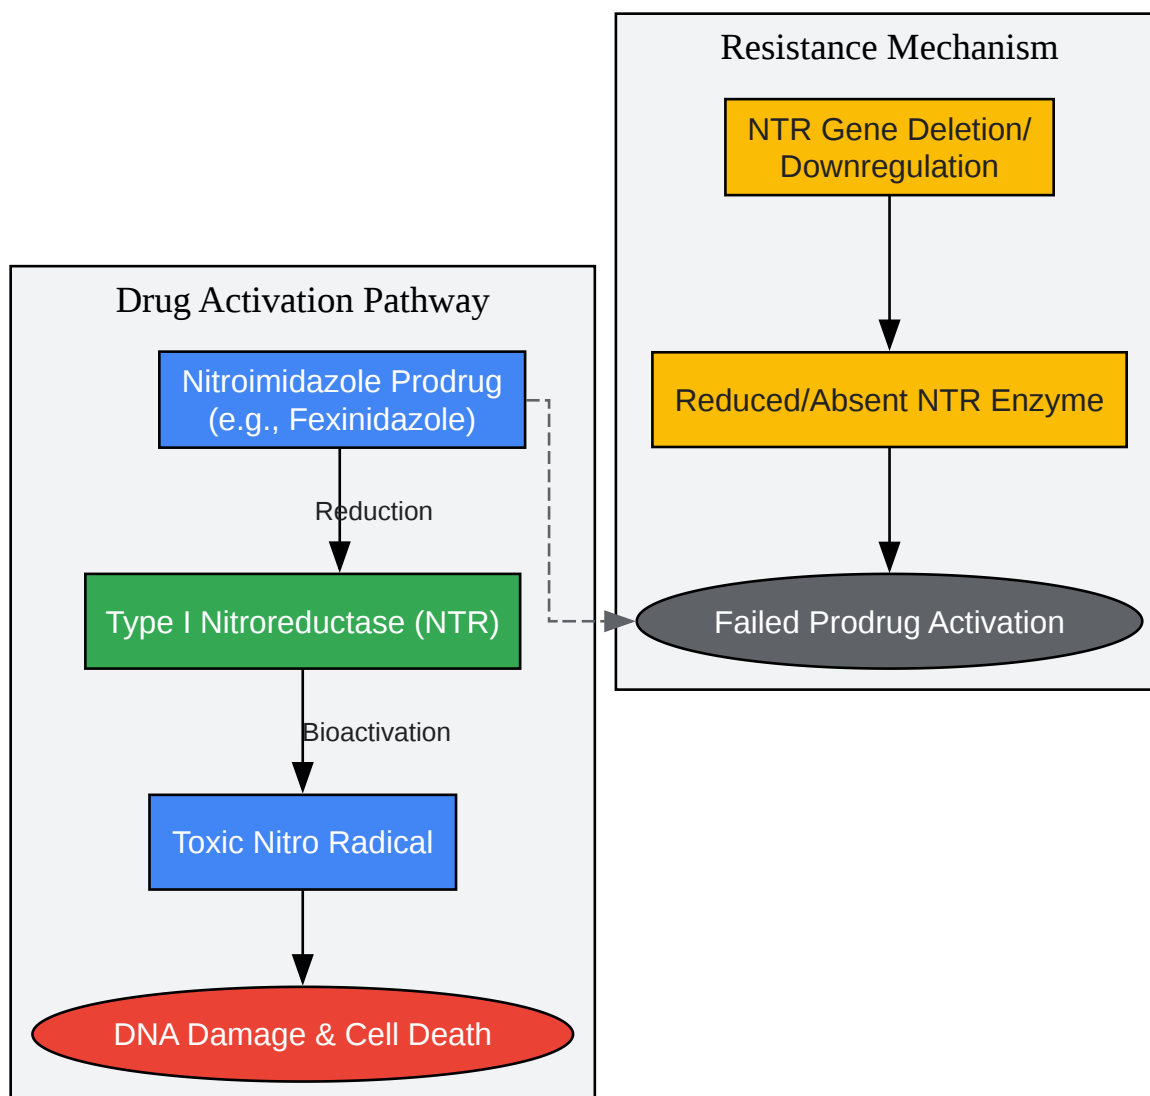 Drug Activation Pathway
Nitroimidazole Prodrug
(e.g., Fexinidazole)
Reduction
Type I Nitroreductase (NTR)
Bioactivation
Toxic Nitro Radical
DNA Damage & Cell Death
Resistance Mechanism
NTR Gene Deletion/
Downregulation
Reduced/Absent NTR Enzyme
Failed Prodrug Activation